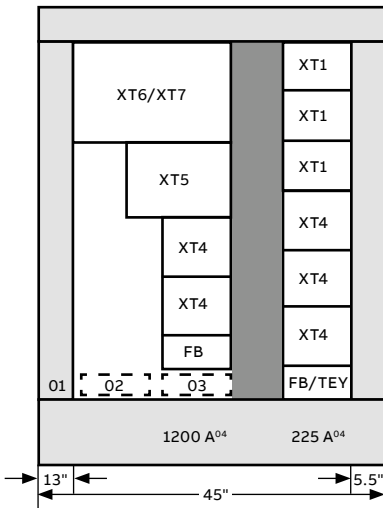 XT6/XT7
XT5
XT4
XT4
FB
01
02
03
XT1
XT1
XT1
XT4
XT4
XT4
FB/TEY
1200 A⁰⁴
225 A⁰⁴
13"
5.5"
45"